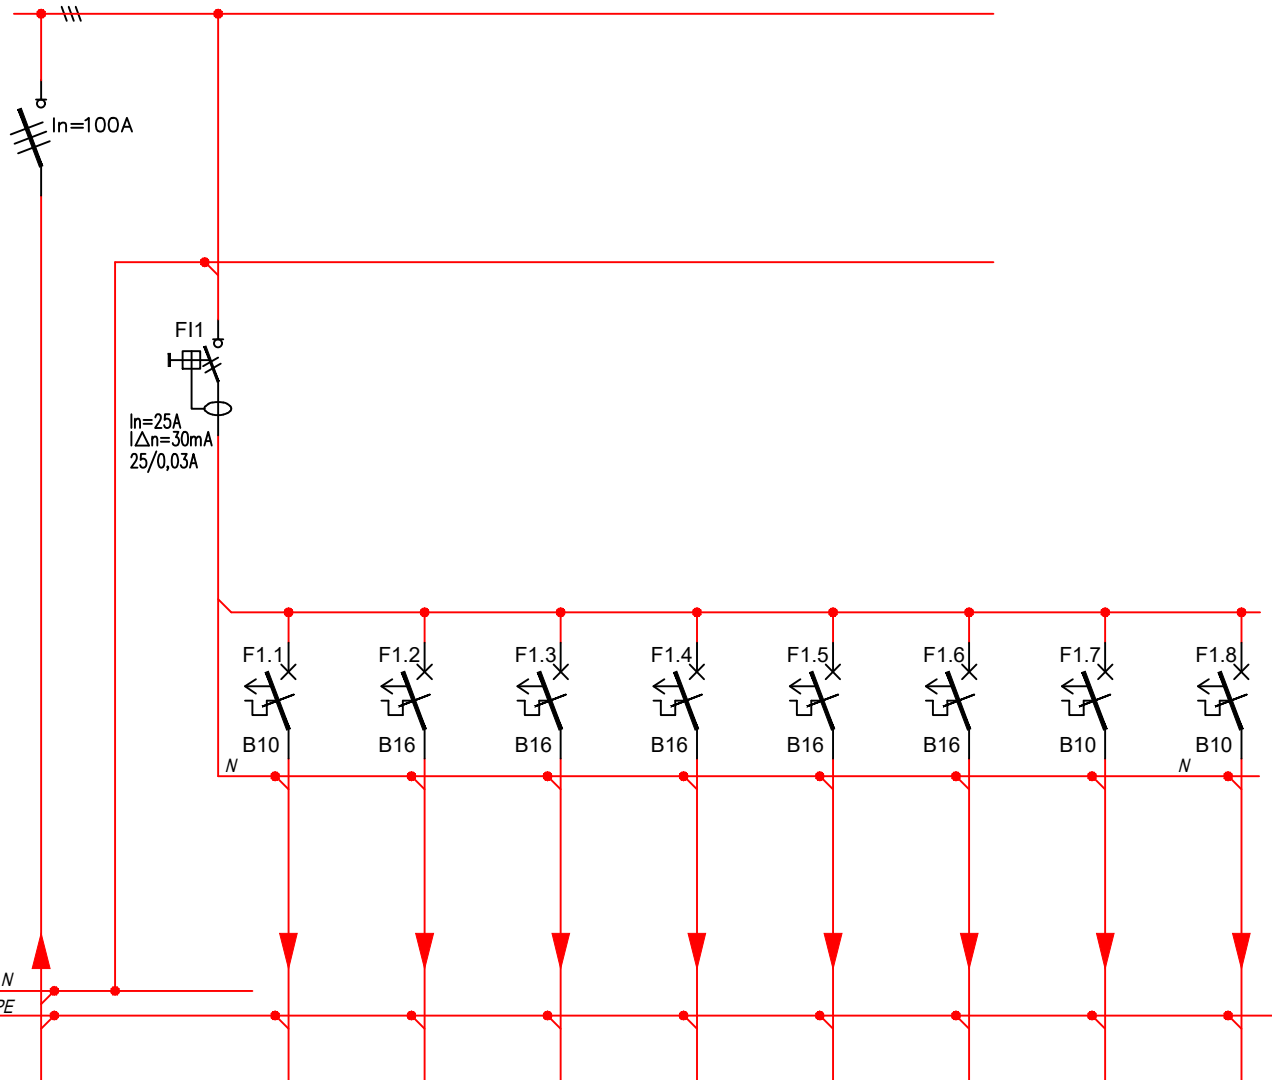 In=100A
FI1
In=25A
I△n=30mA
25/0,03A
F1.1 F1.2 F1.3 F1.4 F1.5 F1.6 F1.7 F1.8
B10 B16 B16 B16 B16 B16 B10 B10
N N
N
PE